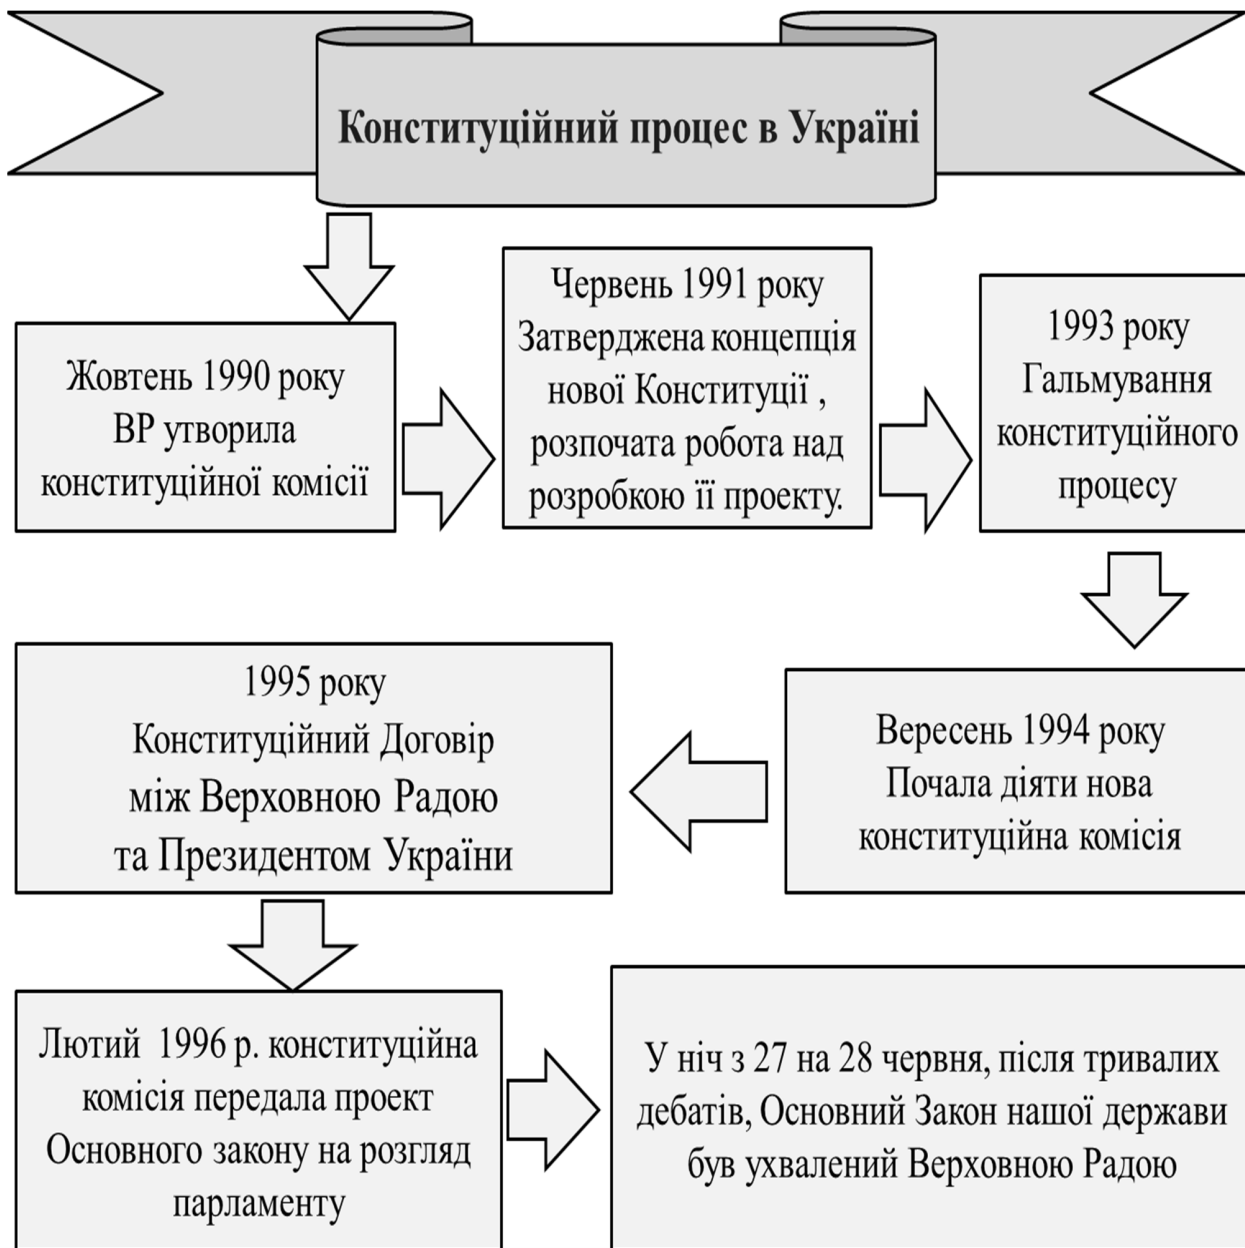 Конституційний процес в Україні
Жовтень 1990 року
ВР утворила
конституційної комісії
Червень 1991 року
Затверджена концепція
нової Конституції ,
розпочата робота над
розробкою її проекту.
1993 року
Гальмування
конституційного
процесу
Вересень 1994 року
Почала діяти нова
конституційна комісія
1995 року
Конституційний Договір
між Верховною Радою
та Президентом України
Лютий 1996 р. конституційна
комісія передала проект
Основного закону на розгляд
парламенту
У ніч з 27 на 28 червня, після тривалих
дебатів, Основний Закон нашої держави
був ухвалений Верховною Радою